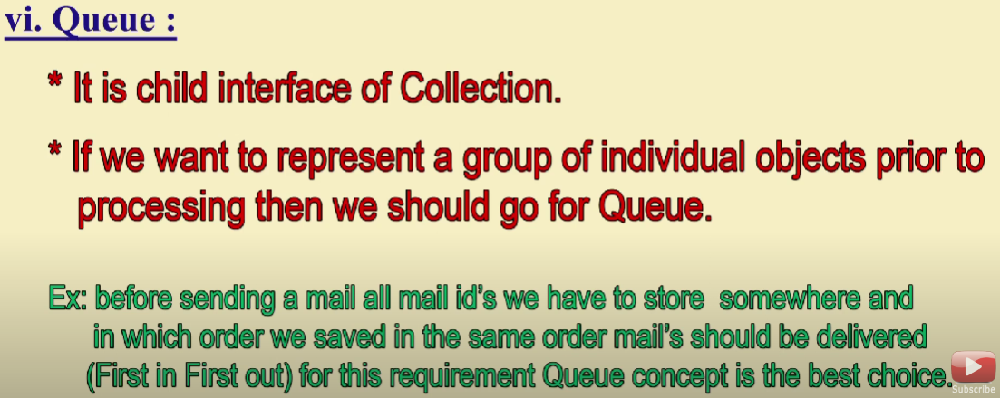 vi. Queue :
* It is child interface of Collection.
* If we want to represent a group of individual objects prior to
processing then we should go for Queue.
Ex: before sending a mail all mail id's we have to store somewhere and
in which order we saved in the same order mail's should be delivered
(First in First out) for this requirement Queue concept is the best choice.
Subscribe